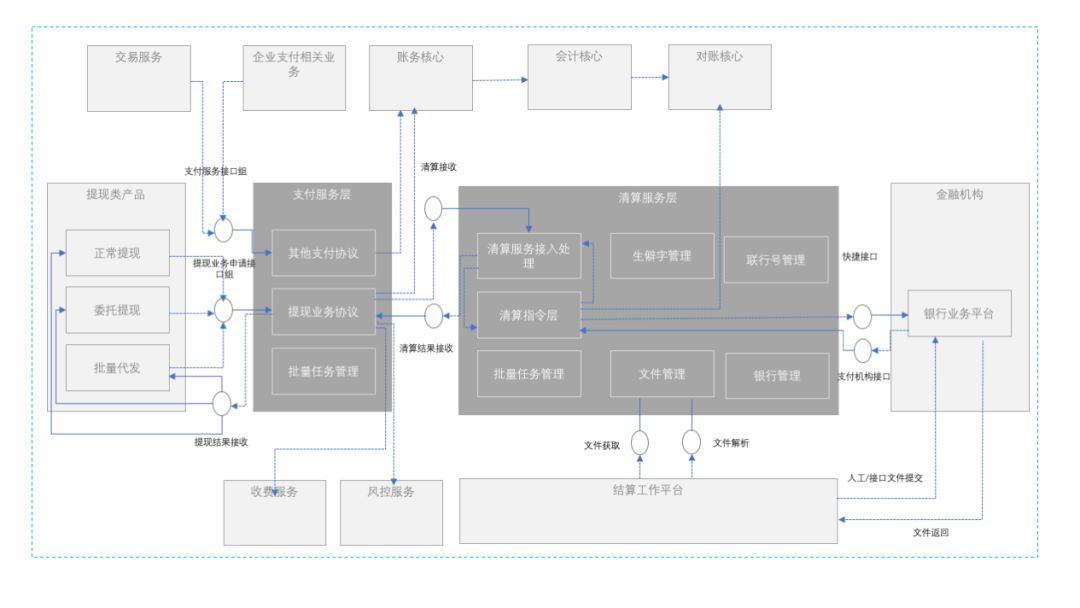 交易服务
企业支付相关业
务
账务核心
会计核心
对账核心
支付服务接口组
清算接收
提现类产品
支付服务层
清算服务层
金融机构
正常提现
提现业务申请接
口组
其他支付协议
清算服务接入处
理
生僻字管理
联行号管理
快捷接口
委托提现
提现业务协议
清算指令层
银行业务平台
清算结果接收
批量代发
批量任务管理
批量任务管理
文件管理
银行管理
支付机构接口
提现结果接收
文件获取
文件解析
收费服务
风控服务
结算工作平台
人工/接口文件提交
文件返回